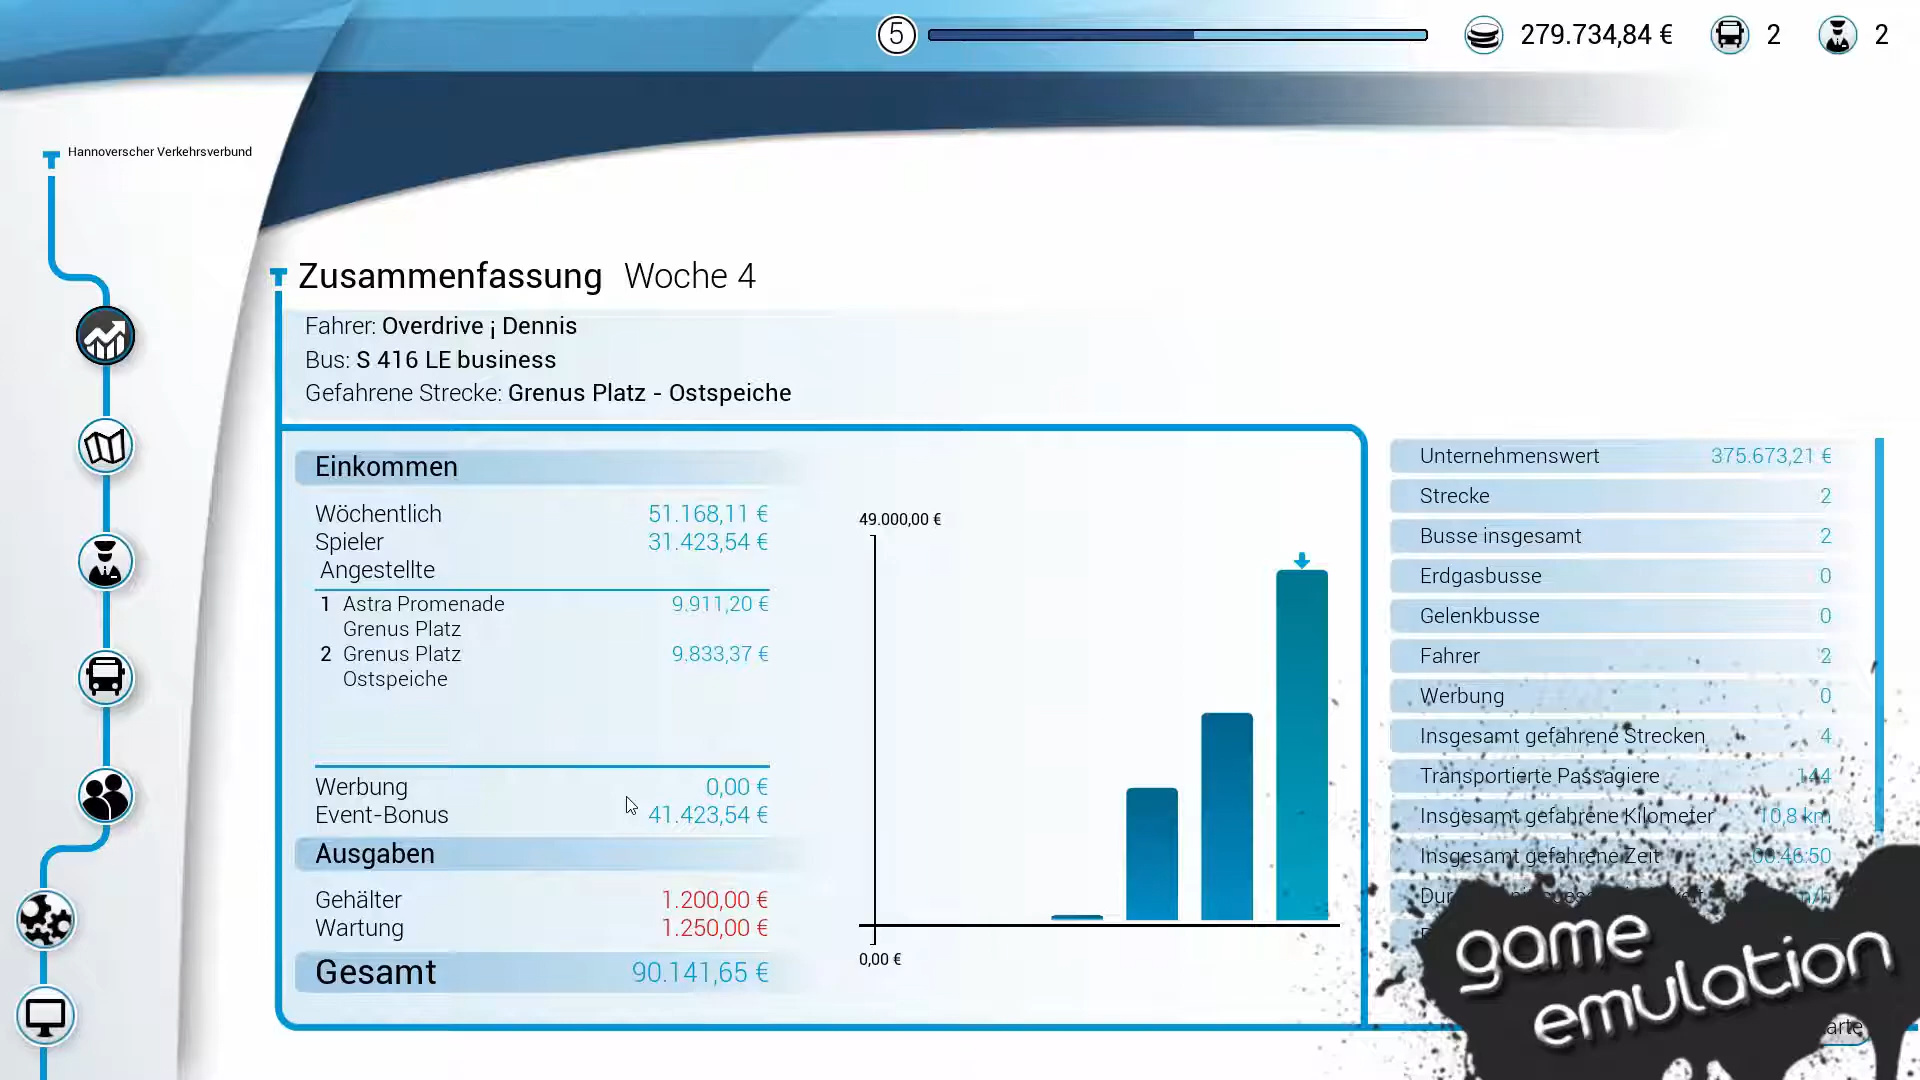 5
279.734,84 €
2
2
Hannoverscher Verkehrsverbund
Zusammenfassung Woche 4
Fahrer: Overdrive ¡ Dennis
Bus: S 416 LE business
Gefahrene Strecke: Grenus Platz - Ostspeiche
Einkommen
Wöchentlich 51.168,11 €
Spieler 31.423,54 €
Angestellte
1 Astra Promenade 9.911,20 €
Grenus Platz
2 Grenus Platz 9.833,37 €
Ostspeiche
Werbung 0,00 €
Event-Bonus 41.423,54 €
Ausgaben
Gehälter 1.200,00 €
Wartung 1.250,00 €
Gesamt 90.141,65 €
49.000,00 €
0,00 €
Unternehmenswert 375.673,21 €
Strecke 2
Busse insgesamt 2
Erdgasbusse 0
Gelenkbusse 0
Fahrer 2
Werbung 0
Insgesamt gefahrene Strecken 4
Transportierte Passagiere 144
Insgesamt gefahrene Kilometer 10,8 km
Insgesamt gefahrene Zeit 00:46:50
game
emulation